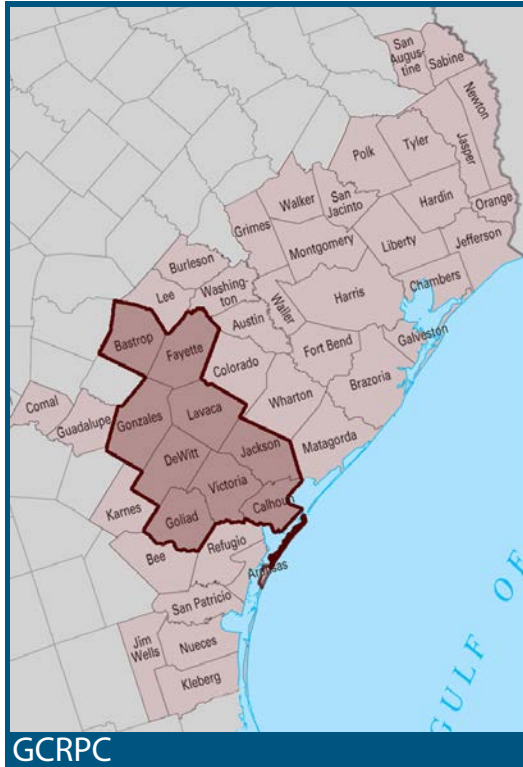 San
Augus-
tine
Sabine
Newton
Polk
Tyler
Jasper
Walker
San
Jacinto
Hardin
Orange
Grimes
Montgomery
Liberty
Jefferson
Burleson
Chambers
Lee
Washing-
ton
Waller
Harris
Austin
Galveston
Bastrop
Fayette
Colorado
Fort Bend
Brazoria
Comal
Guadalupe
Gonzales
Lavaca
Wharton
Matagorda
Jackson
DeWitt
Victoria
Karnes
Goliad
Calhou
Bee
Refugio
Aransas
San Patricio
Jim
Wells
Nueces
Kleberg
GULF OF
GCRPC